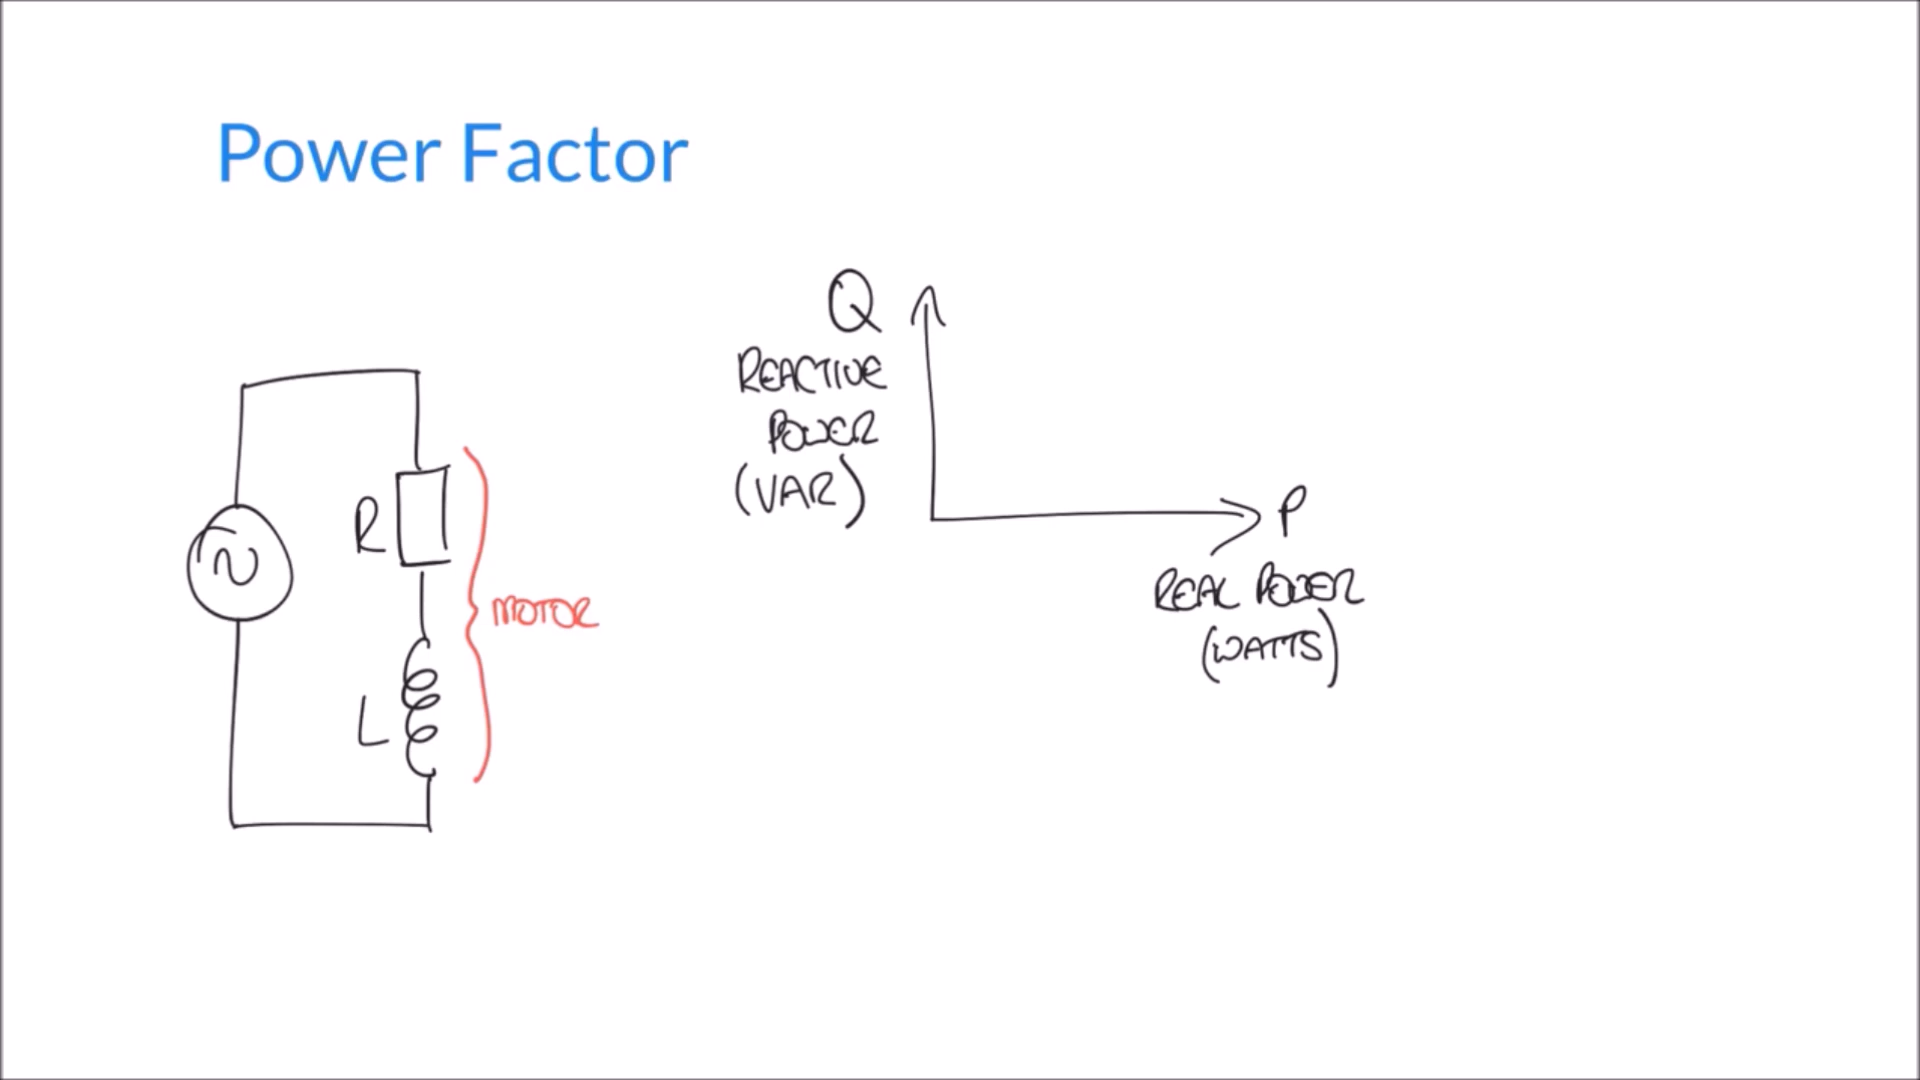 Power Factor
Q
REACTIVE
POWER
(VAR)
P
REAL POWER
(WATTS)
R
MOTOR
L